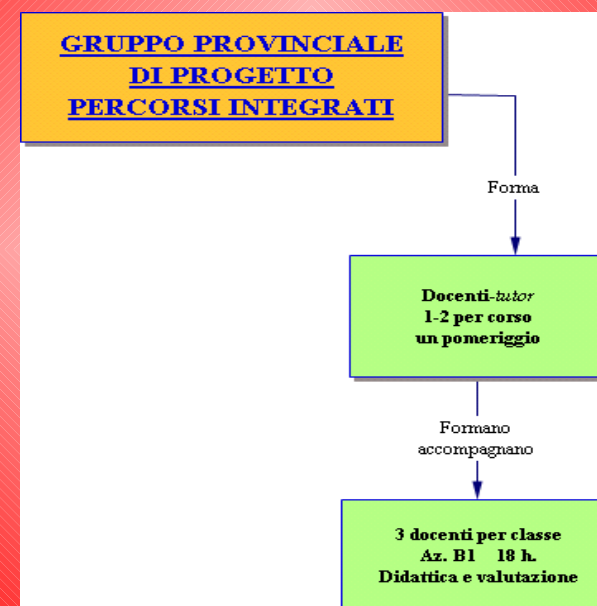 GRUPPO PROVINCIALE
DI PROGETTO
PERCORSI INTEGRATI
Forma
Docenti-tutor
1-2 per corso
un pomeriggio
Formano
accompagnano
3 docenti per classe
Az. B1 18 h.
Didattica e valutazione